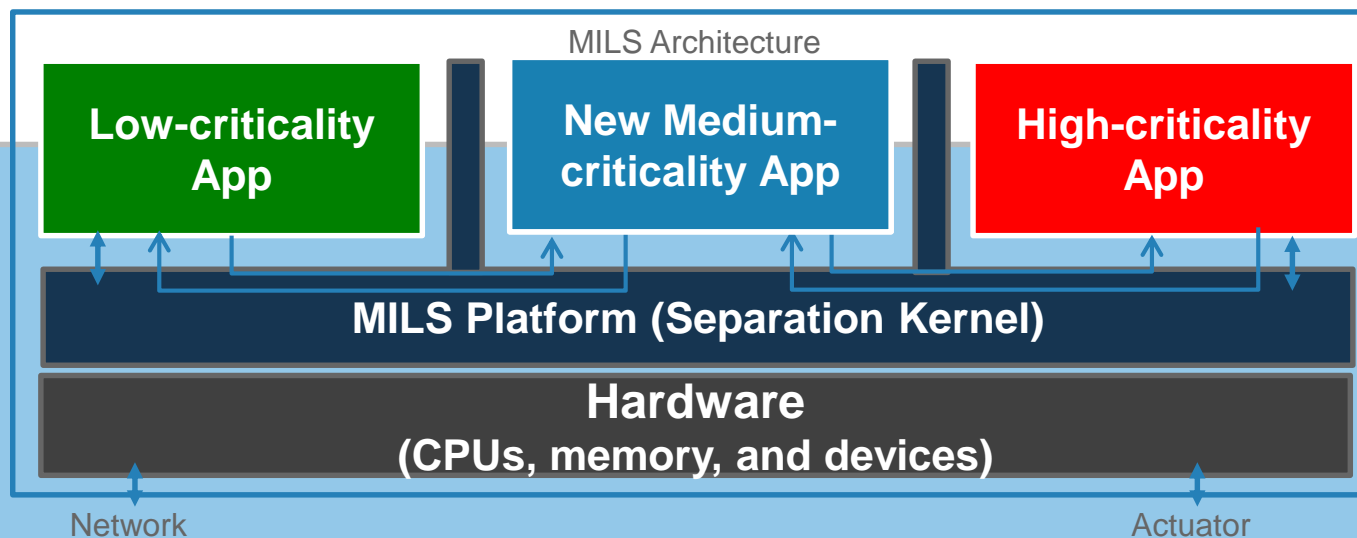 MILS Architecture
Low-criticality
App
New Medium-
criticality App
High-criticality
App
MILS Platform (Separation Kernel)
Hardware
(CPUs, memory, and devices)
Network
Actuator